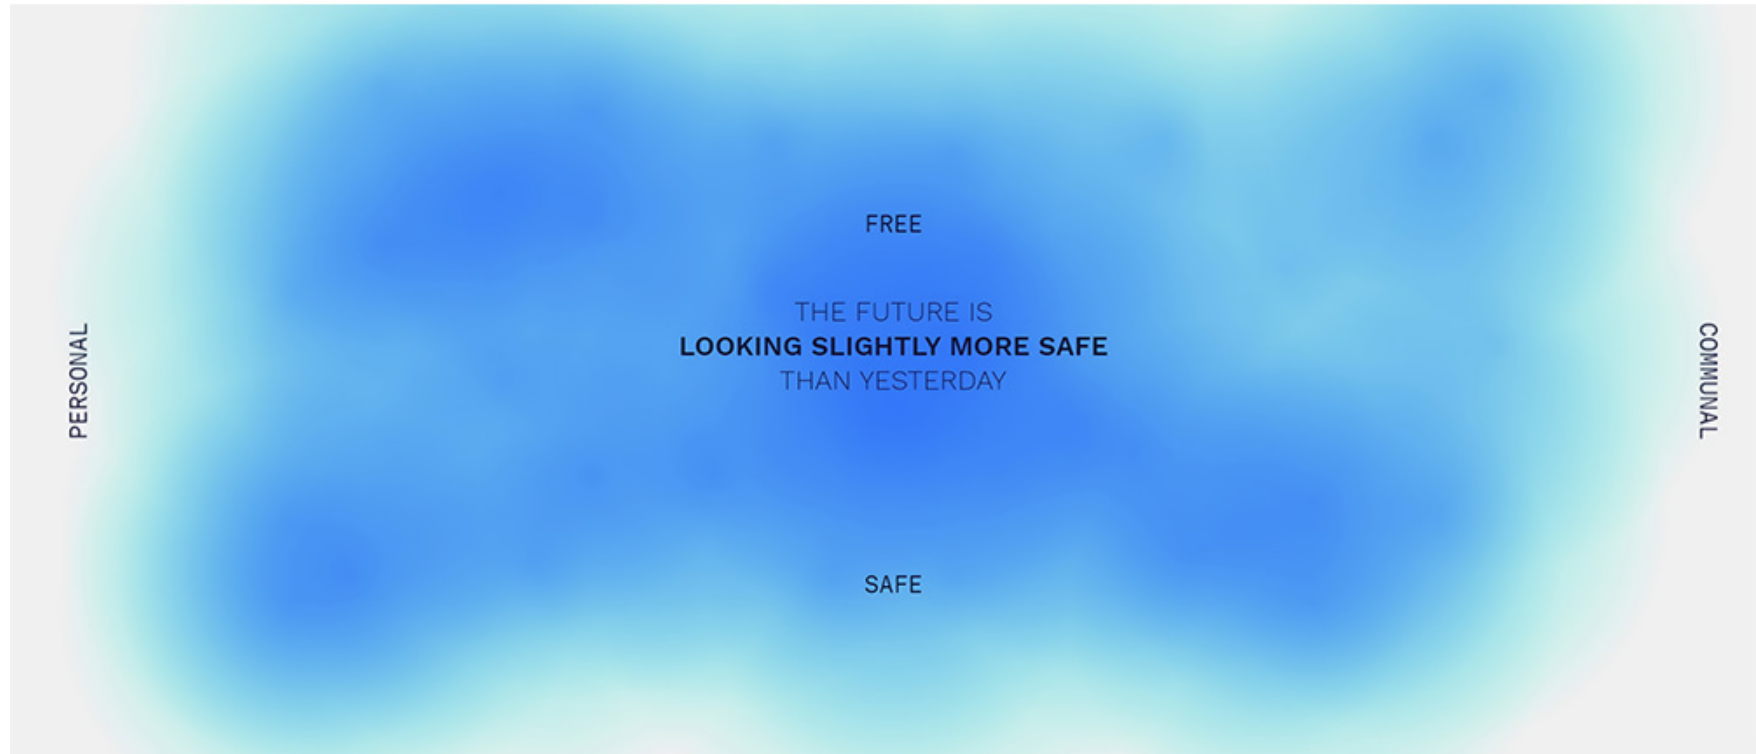 FREE
PERSONAL
THE FUTURE IS
LOOKING SLIGHTLY MORE SAFE
THAN YESTERDAY
COMMUNAL
SAFE